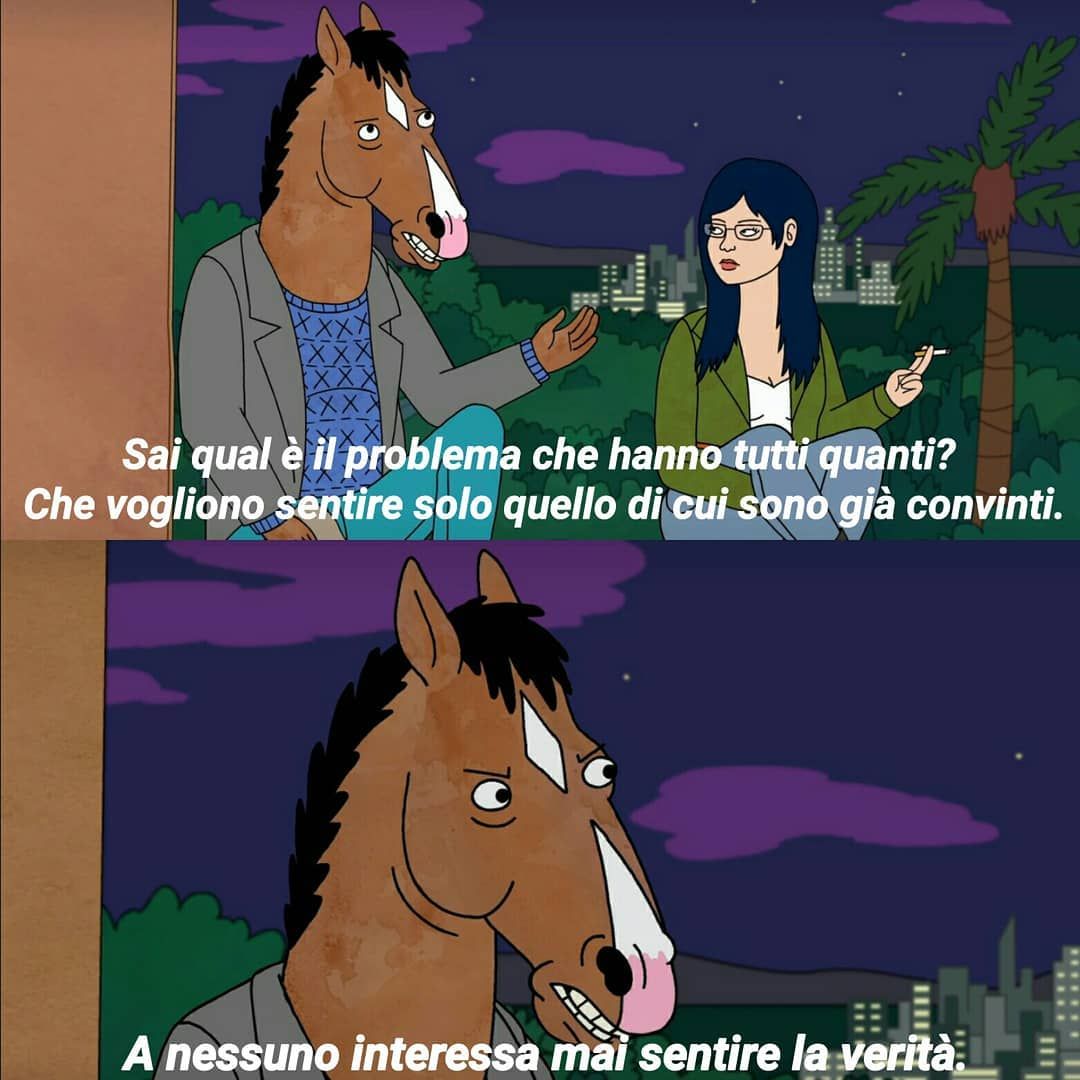 Sai qual è il problema che hanno tutti quanti?
Che vogliono sentire solo quello di cui sono già convinti.
A nessuno interessa mai sentire la verità.